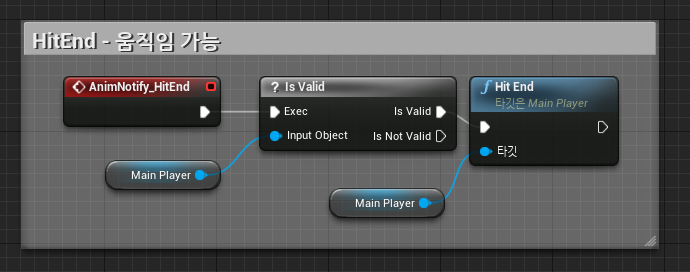 HitEnd - 움직임 가능
AnimNotify_HitEnd
? Is Valid
Exec
Is Valid
Input Object
Is Not Valid
Main Player
f Hit End
타깃은 Main Player
타깃
Main Player